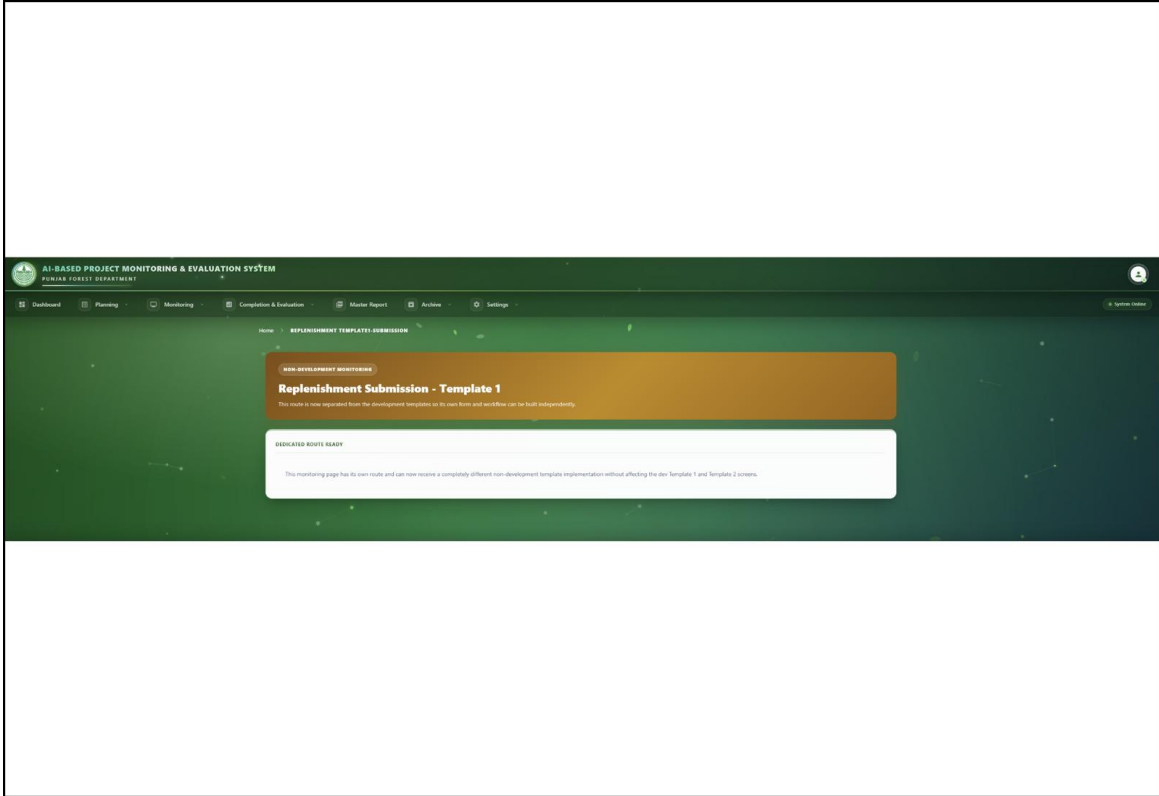 AI-BASED PROJECT MONITORING & EVALUATION SYSTEM
PUNJAB FOREST DEPARTMENT
Dashboard Planning Monitoring Completion & Evaluation Master Report Archive Settings System Online
Home > REPLENISHMENT TEMPLATE1-SUBMISSION
NON-DEVELOPMENT MONITORING
Replenishment Submission - Template 1
This route is now separated from the development templates so its own form and workflow can be built independently.
DEDICATED ROUTE READY
This monitoring page has its own route and can now receive a completely different non-development template implementation without affecting the dev Template 1 and Template 2 screens.